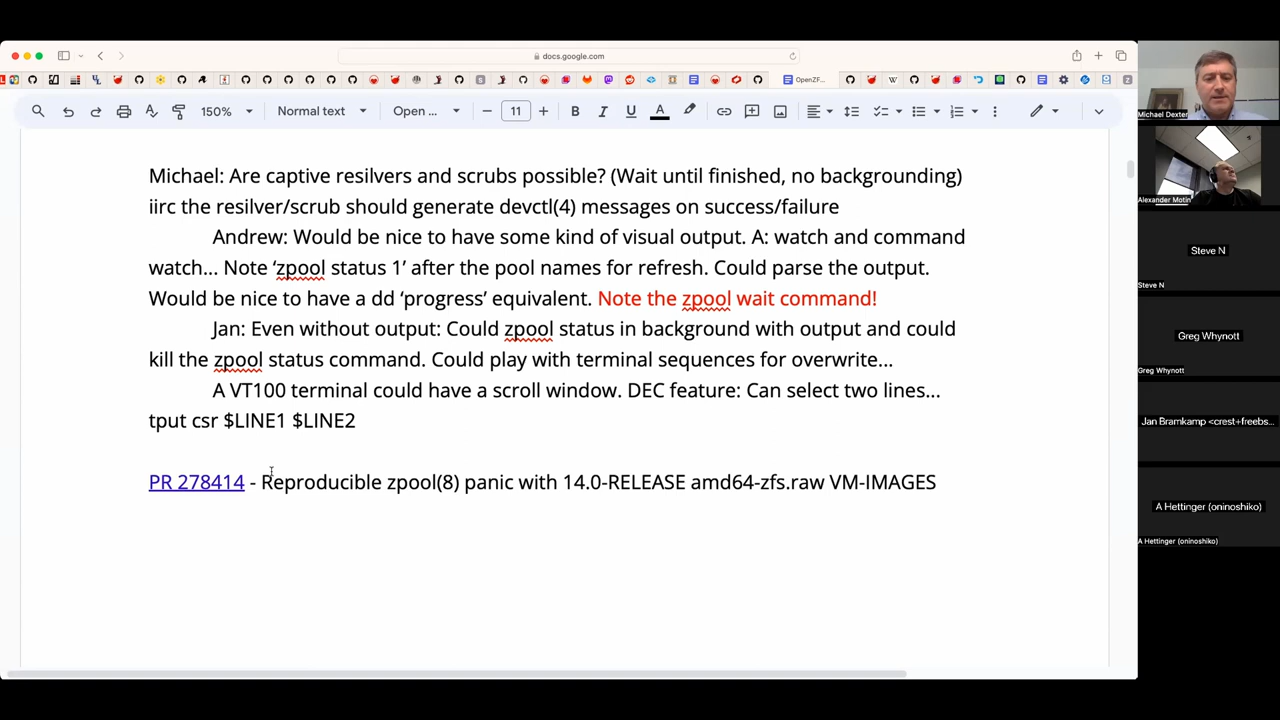 docs.google.com
OpenZF...
150%
Normal text
Open ...
11
Michael: Are captive resilvers and scrubs possible? (Wait until finished, no backgrounding)
iirc the resilver/scrub should generate devctl(4) messages on success/failure
Andrew: Would be nice to have some kind of visual output. A: watch and command
watch... Note ‘zpool status 1’ after the pool names for refresh. Could parse the output.
Would be nice to have a dd ‘progress’ equivalent. Note the zpool wait command!
Jan: Even without output: Could zpool status in background with output and could
kill the zpool status command. Could play with terminal sequences for overwrite...
A VT100 terminal could have a scroll window. DEC feature: Can select two lines...
tput csr $LINE1 $LINE2
PR 278414 - Reproducible zpool(8) panic with 14.0-RELEASE amd64-zfs.raw VM-IMAGES
Michael Dexter
Alexander Motin
Steve N
Steve N
Greg Whynott
Greg Whynott
Jan Bramkamp <crest+freebs...
A Hettinger (oninoshiko)
A Hettinger (oninoshiko)